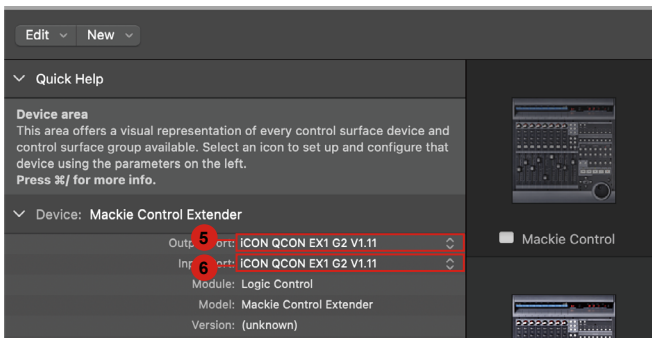 Edit New
Quick Help
Device area
This area offers a visual representation of every control surface device and
control surface group available. Select an icon to set up and configure that
device using the parameters on the left.
Press ⌘/ for more info.
Device: Mackie Control Extender
5 iCON QCON EX1 G2 V1.11
6 iCON QCON EX1 G2 V1.11
Module: Logic Control
Model: Mackie Control Extender
Version: (unknown)
Mackie Control